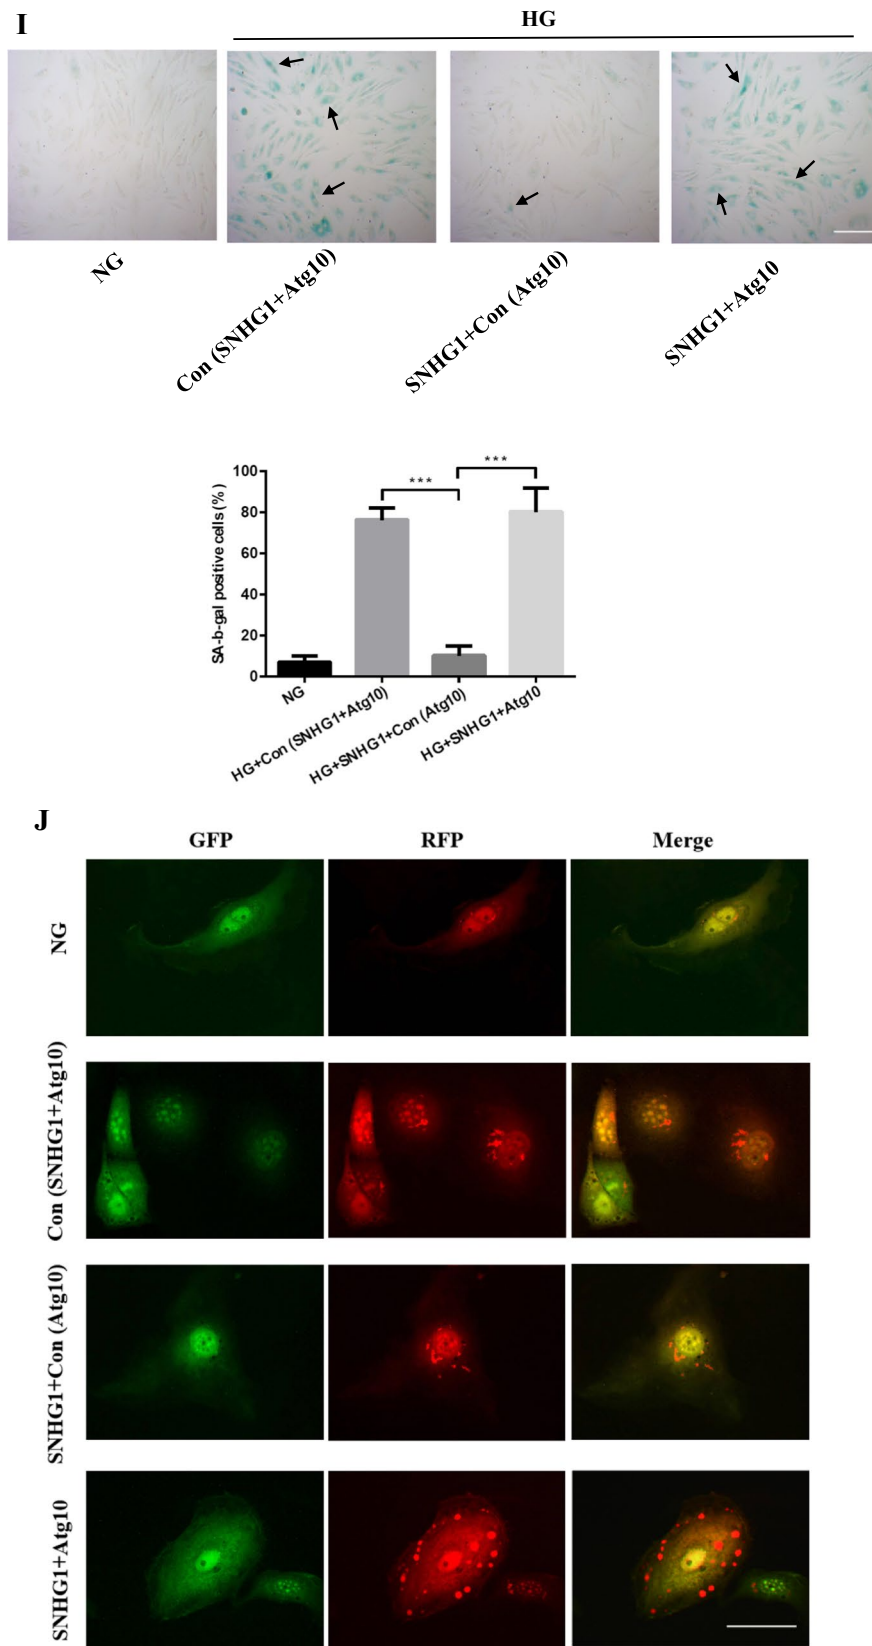 I
HG
NG
Con (SNHG1+Atg10)
SNHG1+Con (Atg10)
SNHG1+Atg10
SA-b-gal positive cells (%)
100
80
60
40
20
0
***
***
NG
HG+Con (SNHG1+Atg10)
HG+SNHG1+Con (Atg10)
HG+SNHG1+Atg10
J
GFP
RFP
Merge
NG
Con (SNHG1+Atg10)
SNHG1+Con (Atg10)
SNHG1+Atg10